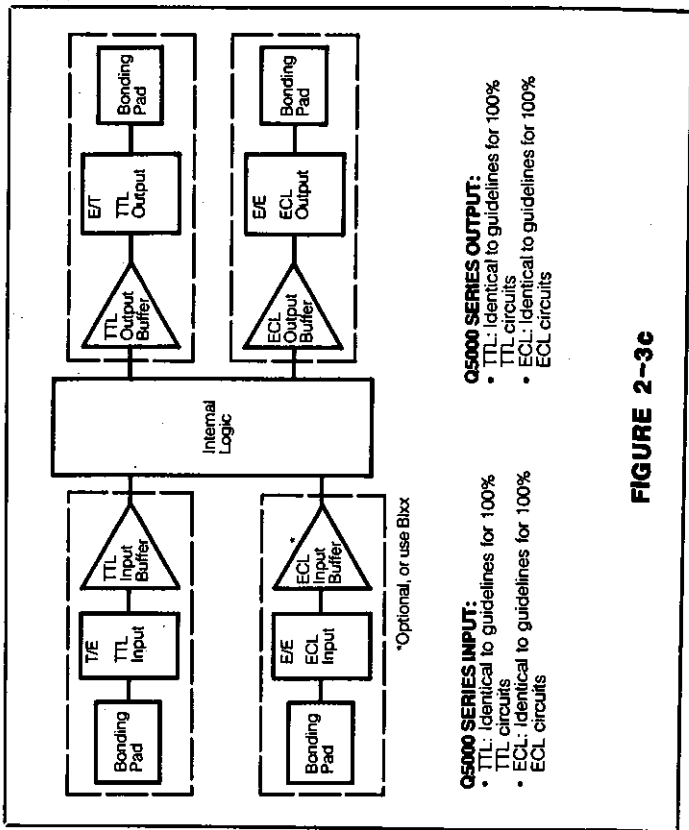 Bonding
Pad
T/E
TTL
Input
TTL
Input
Buffer
Internal
Logic
TTL
Output
Buffer
E/T
TTL
Output
Bonding
Pad
Bonding
Pad
E/E
ECL
Input
*
ECL
Input
Buffer
ECL
Output
Buffer
E/E
ECL
Output
Bonding
Pad
*Optional, or use BIxx
Q5000 SERIES INPUT:
• TTL: Identical to guidelines for 100%
TTL circuits
• ECL: Identical to guidelines for 100%
ECL circuits
Q5000 SERIES OUTPUT:
• TTL: Identical to guidelines for 100%
TTL circuits
• ECL: Identical to guidelines for 100%
ECL circuits
FIGURE 2-3c